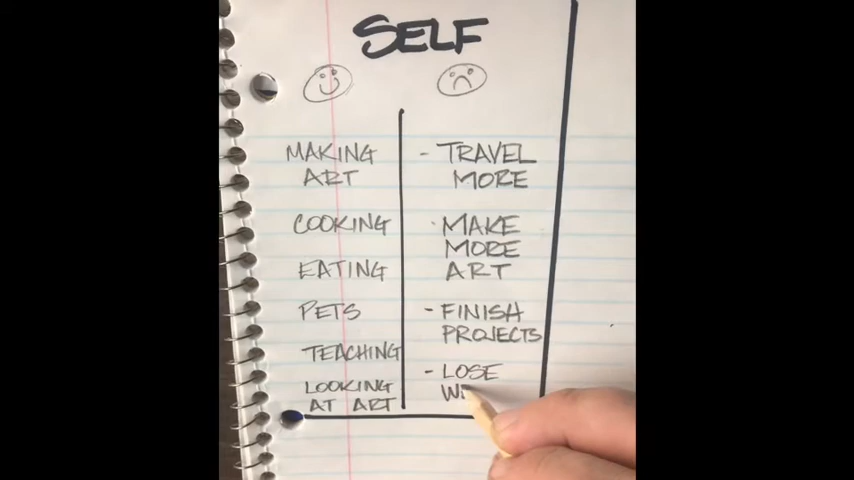 SELF
MAKING
ART
COOKING
EATING
PETS
TEACHING
LOOKING
AT ART
- TRAVEL
MORE
- MAKE
MORE
ART
- FINISH
PROJECTS
- LOSE